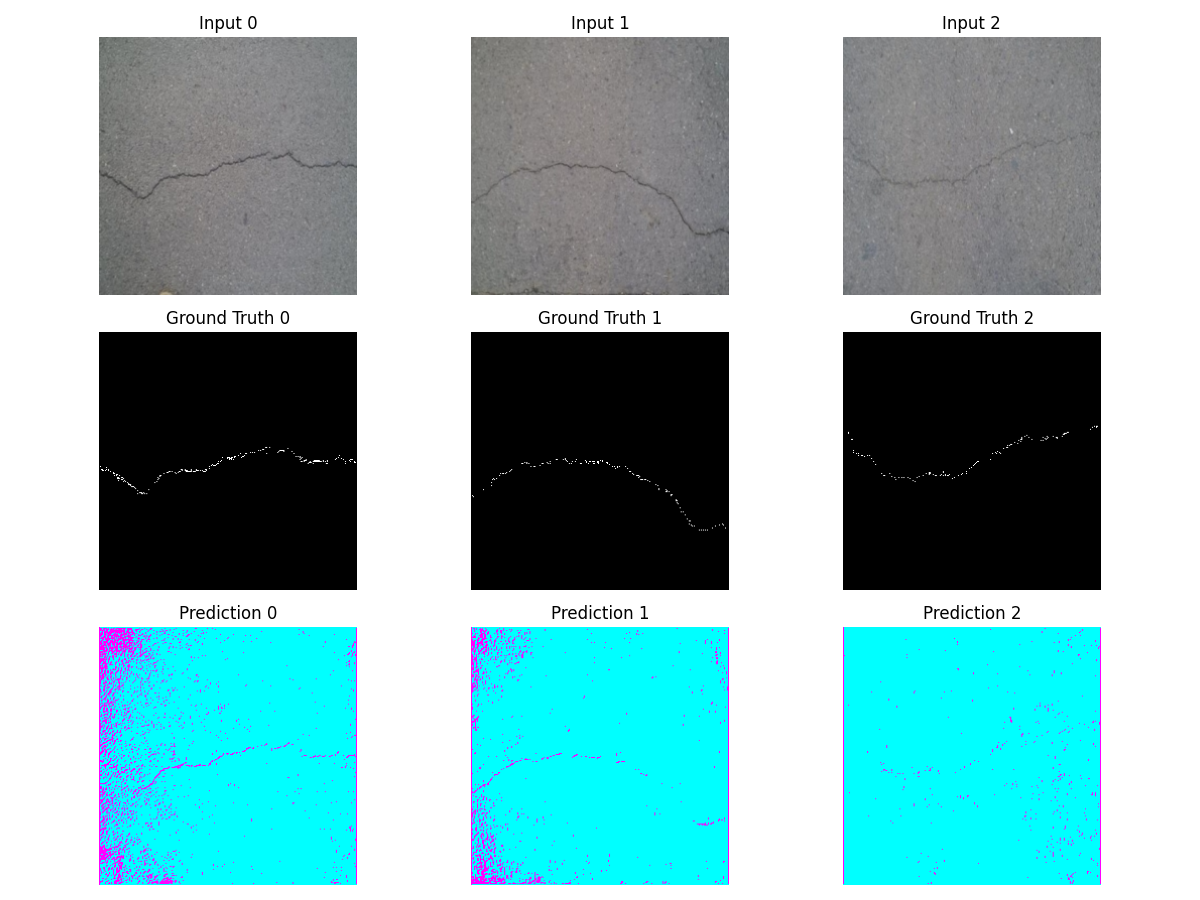 Input 0
Input 1
Input 2
Ground Truth 0
Ground Truth 1
Ground Truth 2
Prediction 0
Prediction 1
Prediction 2